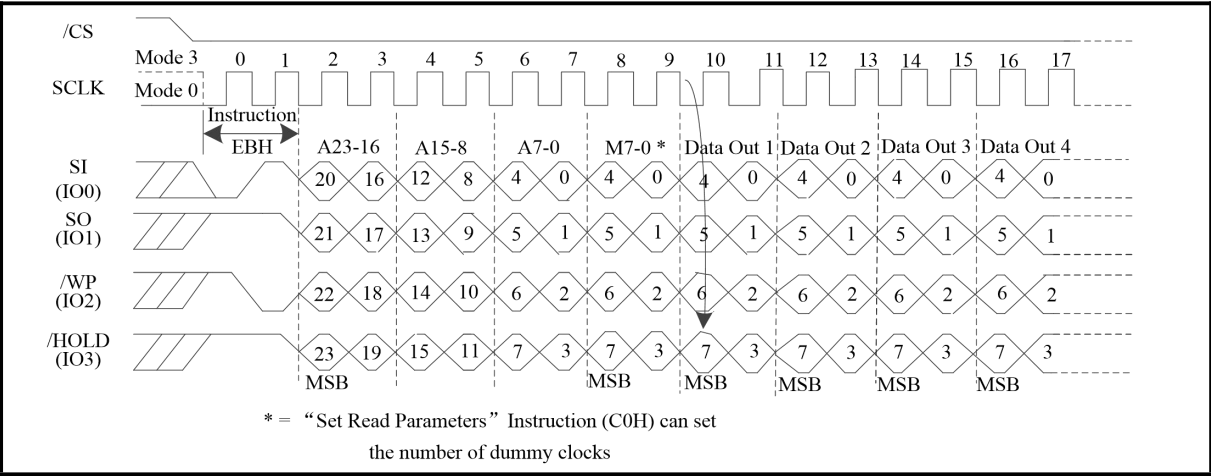 /CS
Mode 3 0 1 2 3 4 5 6 7 8 9 10 11 12 13 14 15 16 17
SCLK Mode 0
Instruction
EBH A23-16 A15-8 A7-0 M7-0 * Data Out 1 Data Out 2 Data Out 3 Data Out 4
SI
(IO0) 20 16 12 8 4 0 4 0 4 0 4 0 4 0 4 0
SO
(IO1) 21 17 13 9 5 1 5 1 5 1 5 1 5 1 5 1
/WP
(IO2) 22 18 14 10 6 2 6 2 6 2 6 2 6 2 6 2
/HOLD
(IO3) 23 19 15 11 7 3 7 3 7 3 7 3 7 3 7 3
MSB MSB MSB MSB MSB MSB
* = “Set Read Parameters” Instruction (C0H) can set
the number of dummy clocks